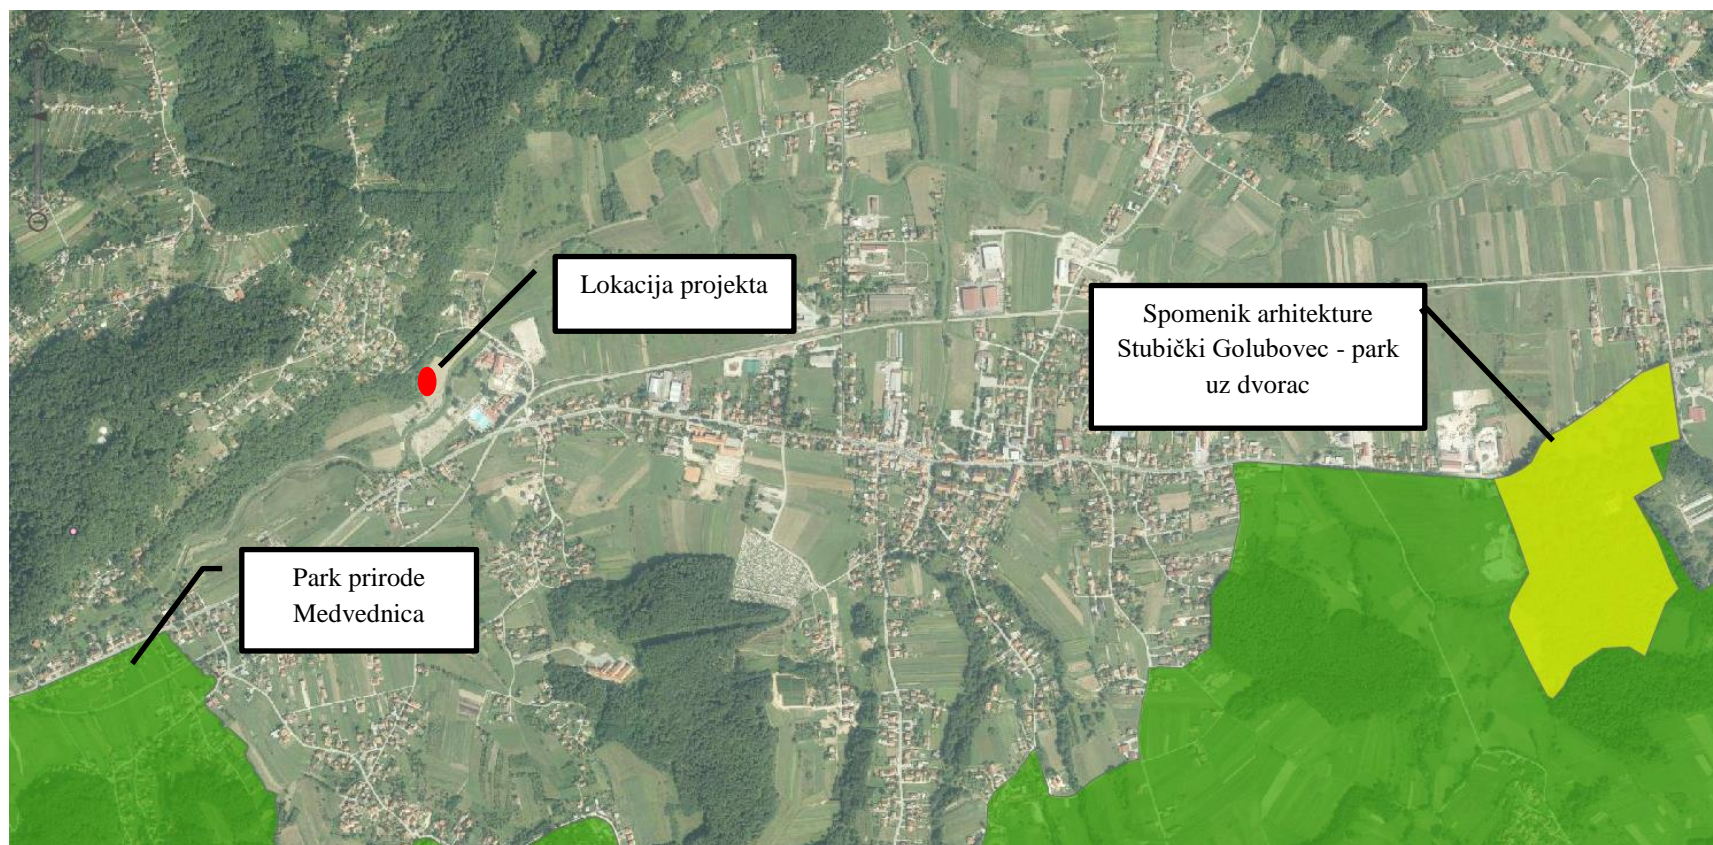 Lokacija projekta
Spomenik arhitekture
Stubički Golubovec - park
uz dvorac
Park prirode
Medvednica